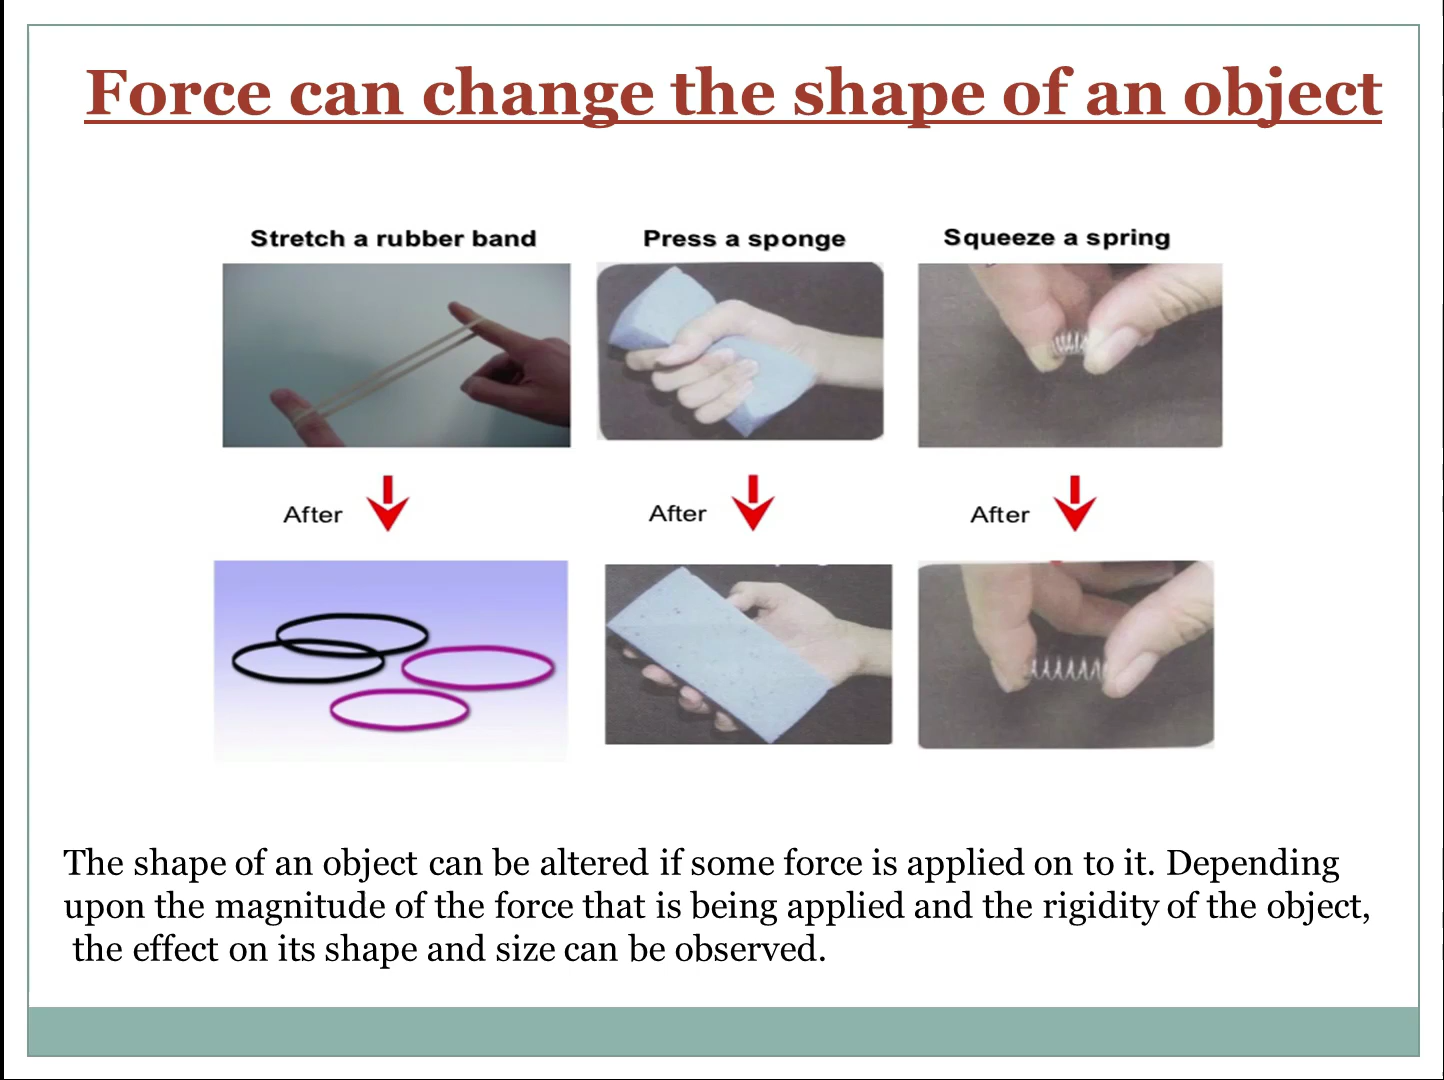 Force can change the shape of an object
Stretch a rubber band
Press a sponge
Squeeze a spring
After
After
After
The shape of an object can be altered if some force is applied on to it. Depending
upon the magnitude of the force that is being applied and the rigidity of the object,
the effect on its shape and size can be observed.